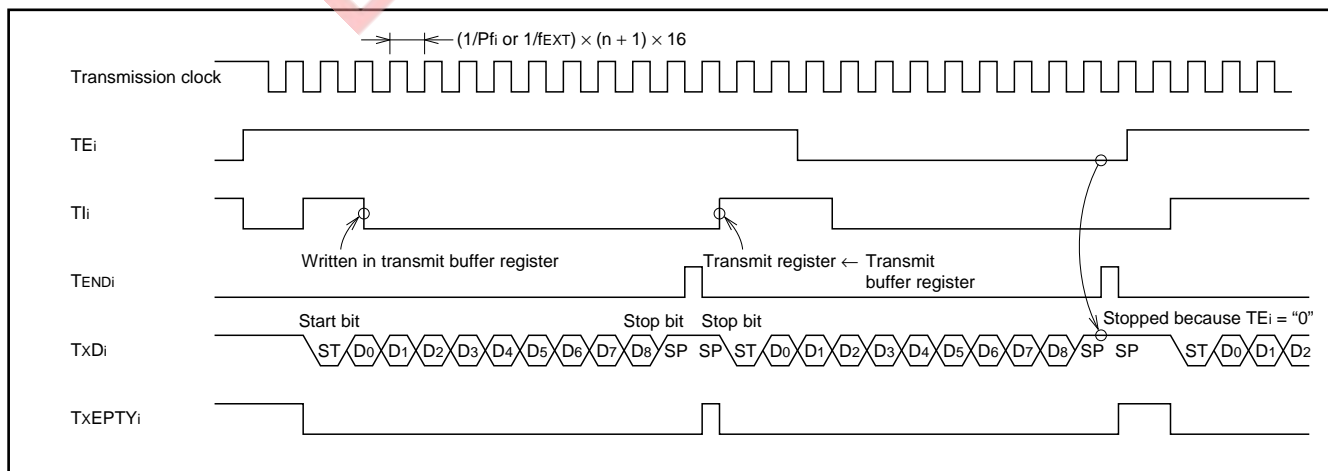 (1/Pfi or 1/fEXT) × (n + 1) × 16
Transmission clock
TEi
TIi
Written in transmit buffer register
Transmit register ← Transmit
buffer register
TENDi
Start bit
Stop bit
Stop bit
Stopped because TEi = “0”
TxDi
ST D0 D1 D2 D3 D4 D5 D6 D7 D8 SP SP ST D0 D1 D2 D3 D4 D5 D6 D7 D8 SP SP ST D0 D1 D2
TXEPTYi